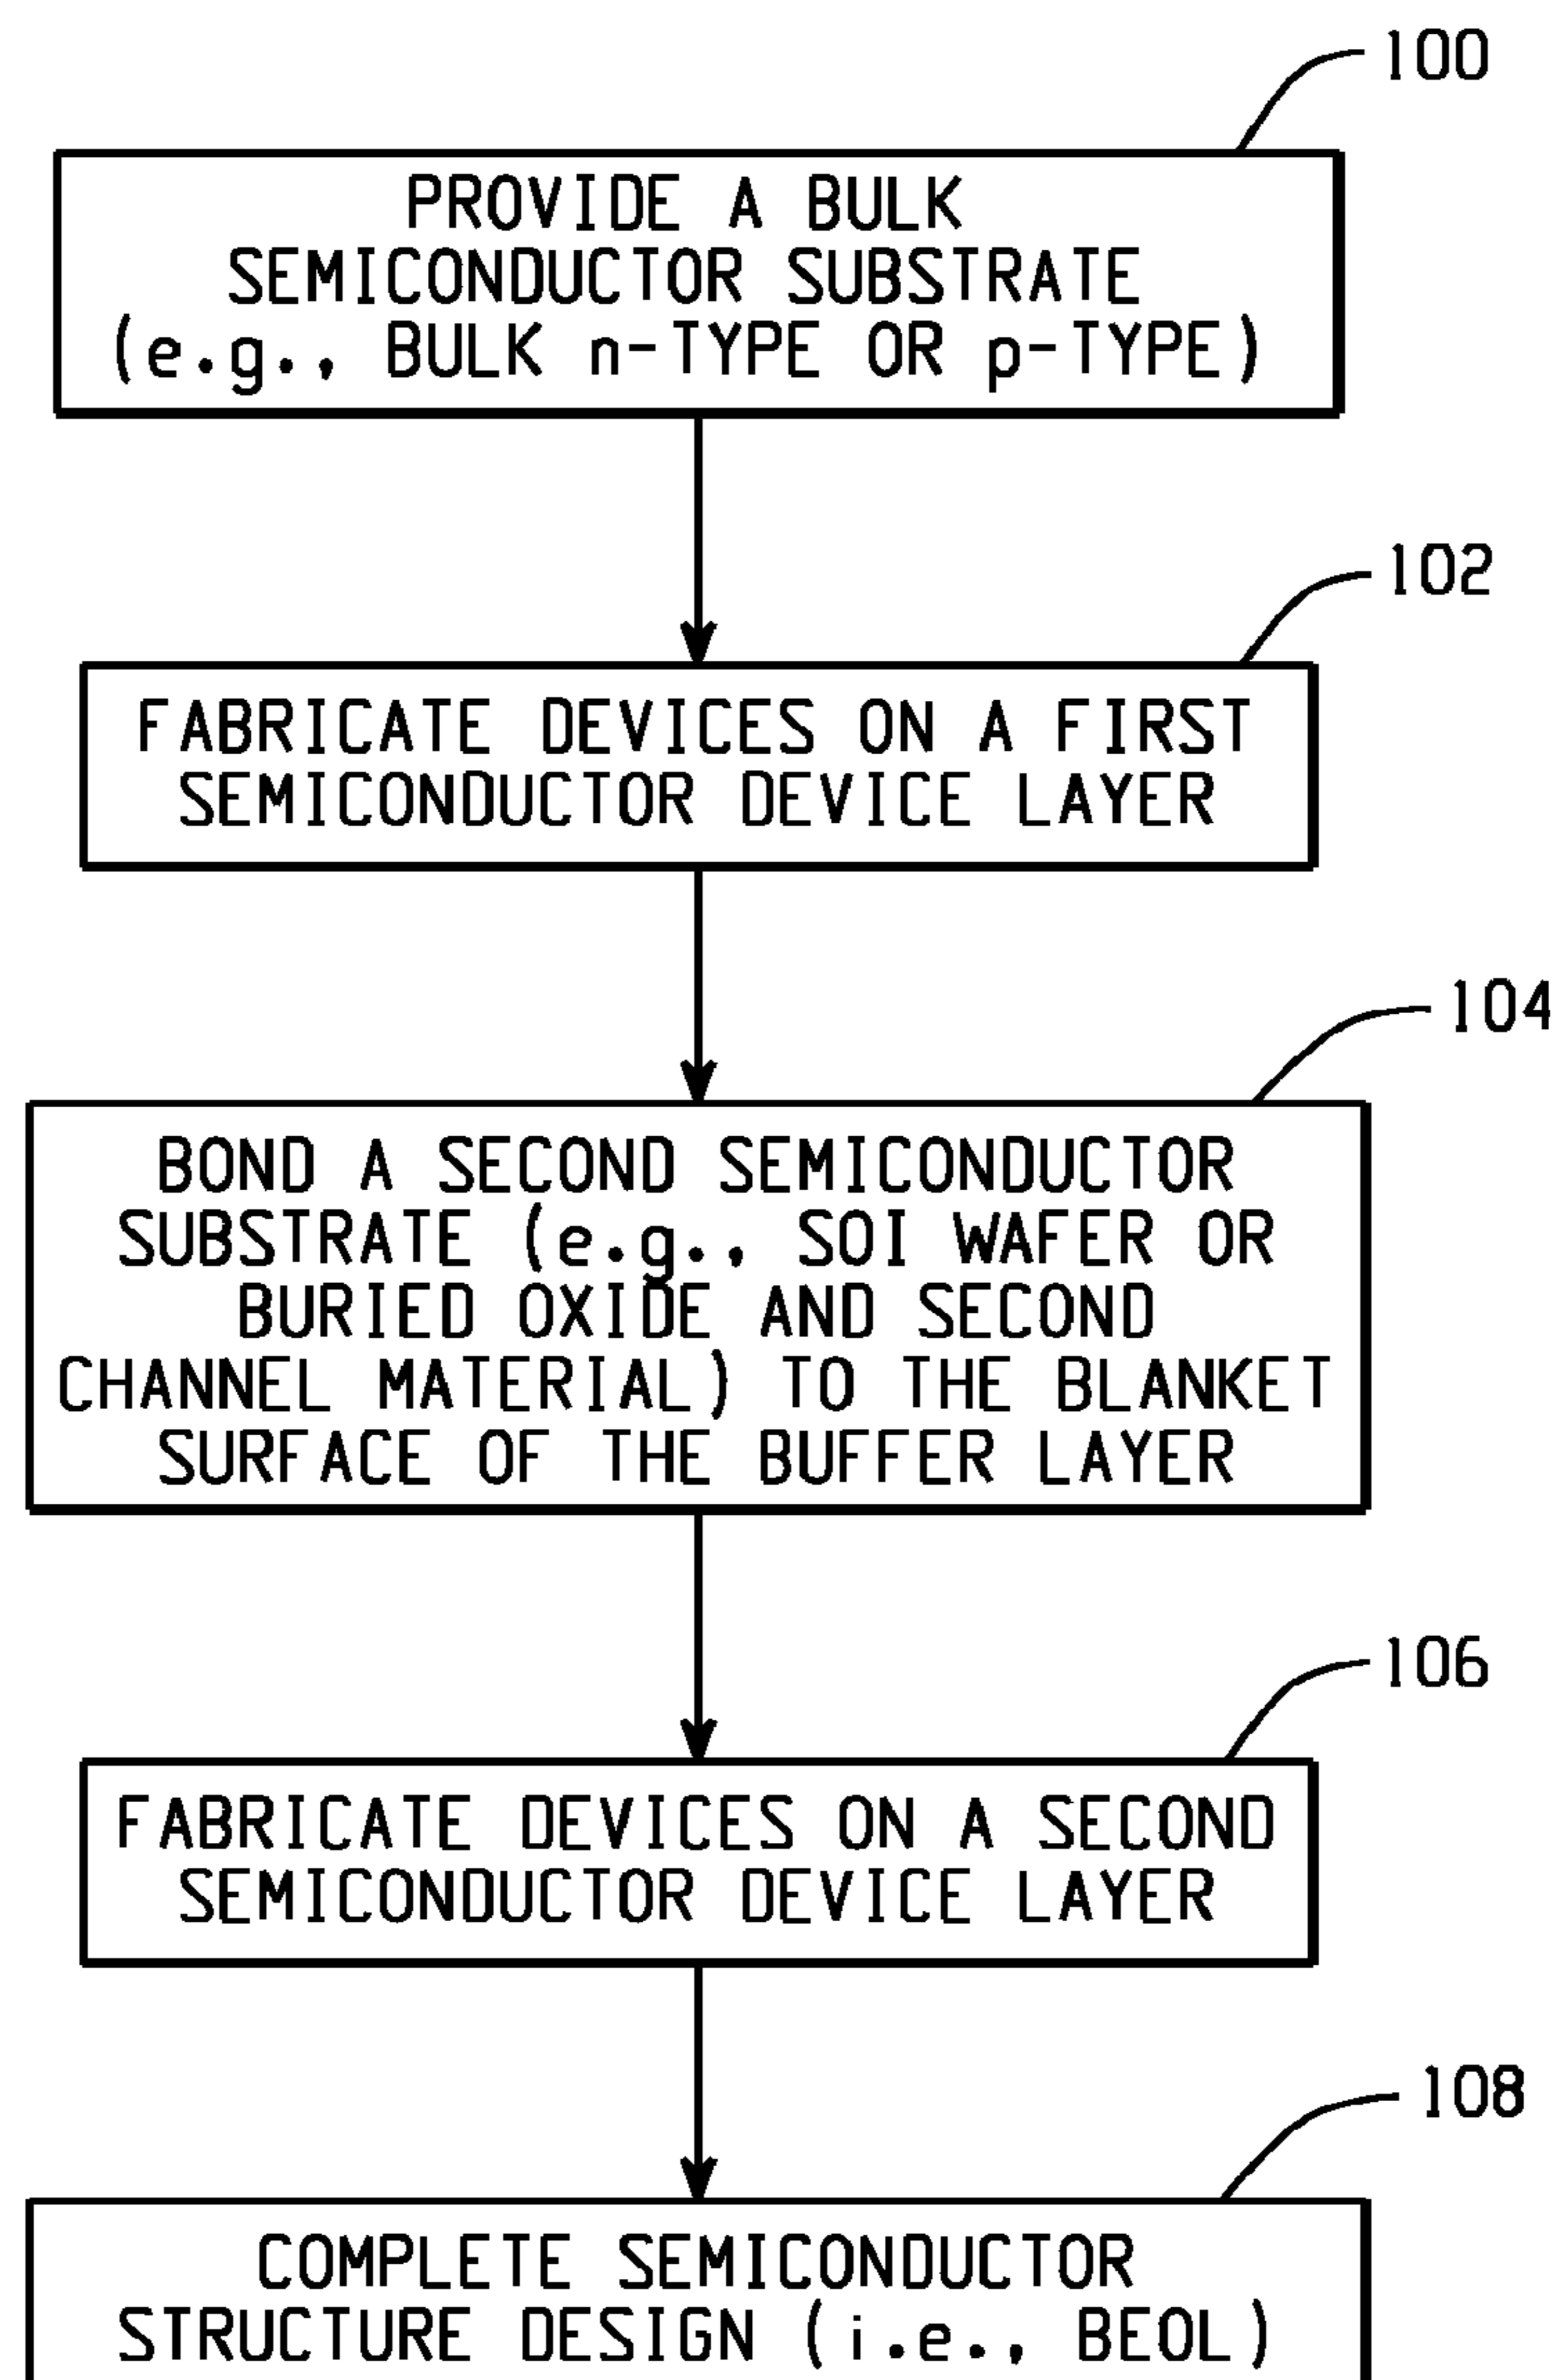 100
PROVIDE A BULK
SEMICONDUCTOR SUBSTRATE
(e.g., BULK n-TYPE OR p-TYPE)
102
FABRICATE DEVICES ON A FIRST
SEMICONDUCTOR DEVICE LAYER
104
BOND A SECOND SEMICONDUCTOR
SUBSTRATE (e.g., SOI WAFER OR
BURIED OXIDE AND SECOND
CHANNEL MATERIAL) TO THE BLANKET
SURFACE OF THE BUFFER LAYER
106
FABRICATE DEVICES ON A SECOND
SEMICONDUCTOR DEVICE LAYER
108
COMPLETE SEMICONDUCTOR
STRUCTURE DESIGN (i.e., BEOL)